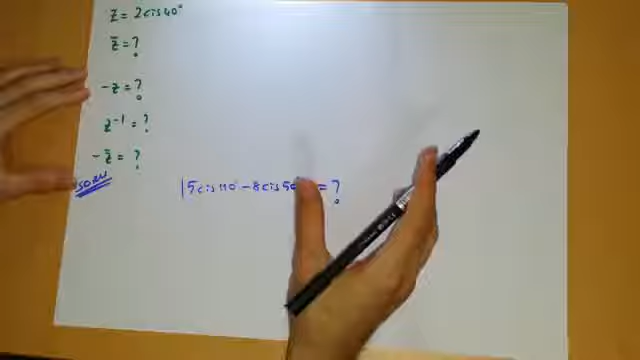 z = 2cis40°
z̄ = ?
-z = ?
z⁻¹ = ?
-z̄ = ?
SORU
|5cis110° - 8cis5 = ?